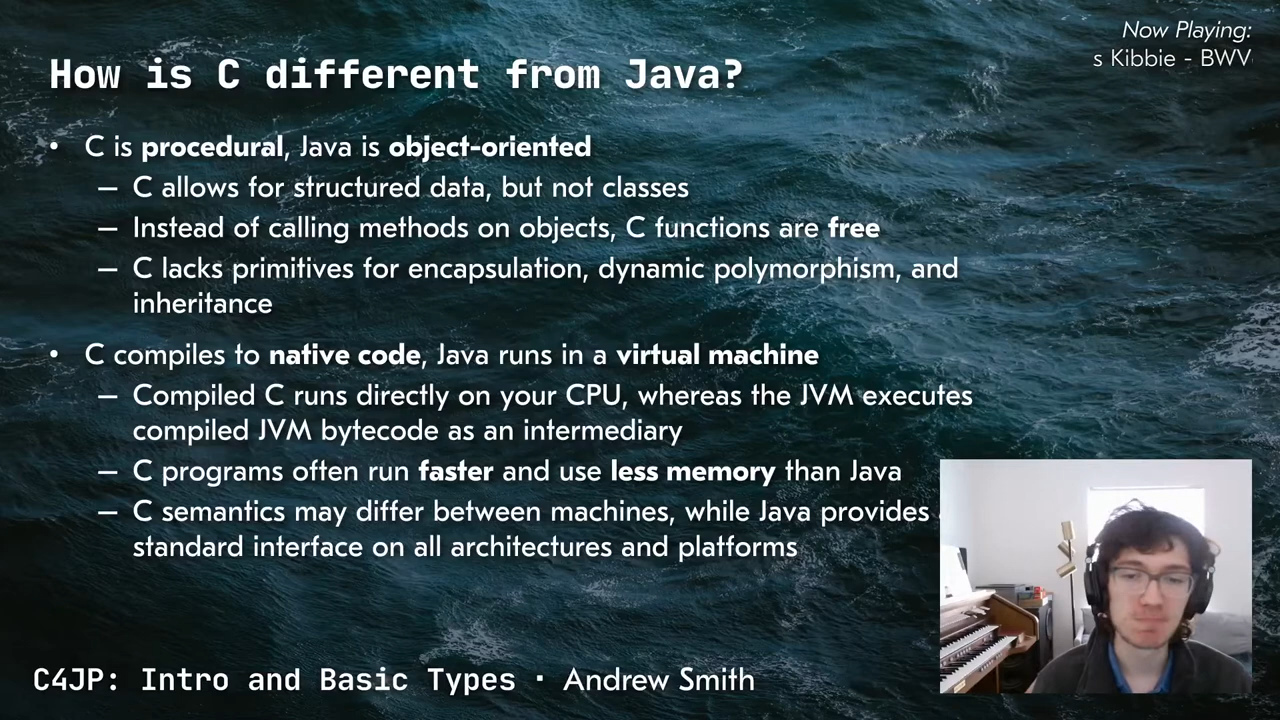 Now Playing:
s Kibbie - BWV
How is C different from Java?
• C is procedural, Java is object-oriented
– C allows for structured data, but not classes
– Instead of calling methods on objects, C functions are free
– C lacks primitives for encapsulation, dynamic polymorphism, and
inheritance
• C compiles to native code, Java runs in a virtual machine
– Compiled C runs directly on your CPU, whereas the JVM executes
compiled JVM bytecode as an intermediary
– C programs often run faster and use less memory than Java
– C semantics may differ between machines, while Java provides
standard interface on all architectures and platforms
C4JP: Intro and Basic Types · Andrew Smith